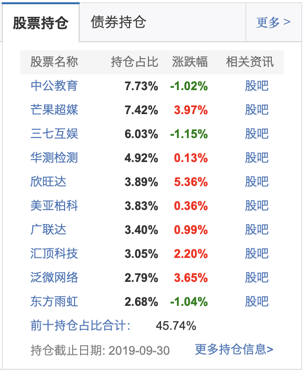 股票持仓 债券持仓 更多 >
股票名称 持仓占比 涨跌幅 相关资讯
中公教育 7.73% -1.02% 股吧
芒果超媒 7.42% 3.97% 股吧
三七互娱 6.03% -1.15% 股吧
华测检测 4.92% 0.13% 股吧
欣旺达 3.89% 5.36% 股吧
美亚柏科 3.83% 0.36% 股吧
广联达 3.40% 0.99% 股吧
汇顶科技 3.05% 2.20% 股吧
泛微网络 2.79% 3.65% 股吧
东方雨虹 2.68% -1.04% 股吧
前十持仓占比合计： 45.74%
持仓截止日期: 2019-09-30 更多持仓信息>